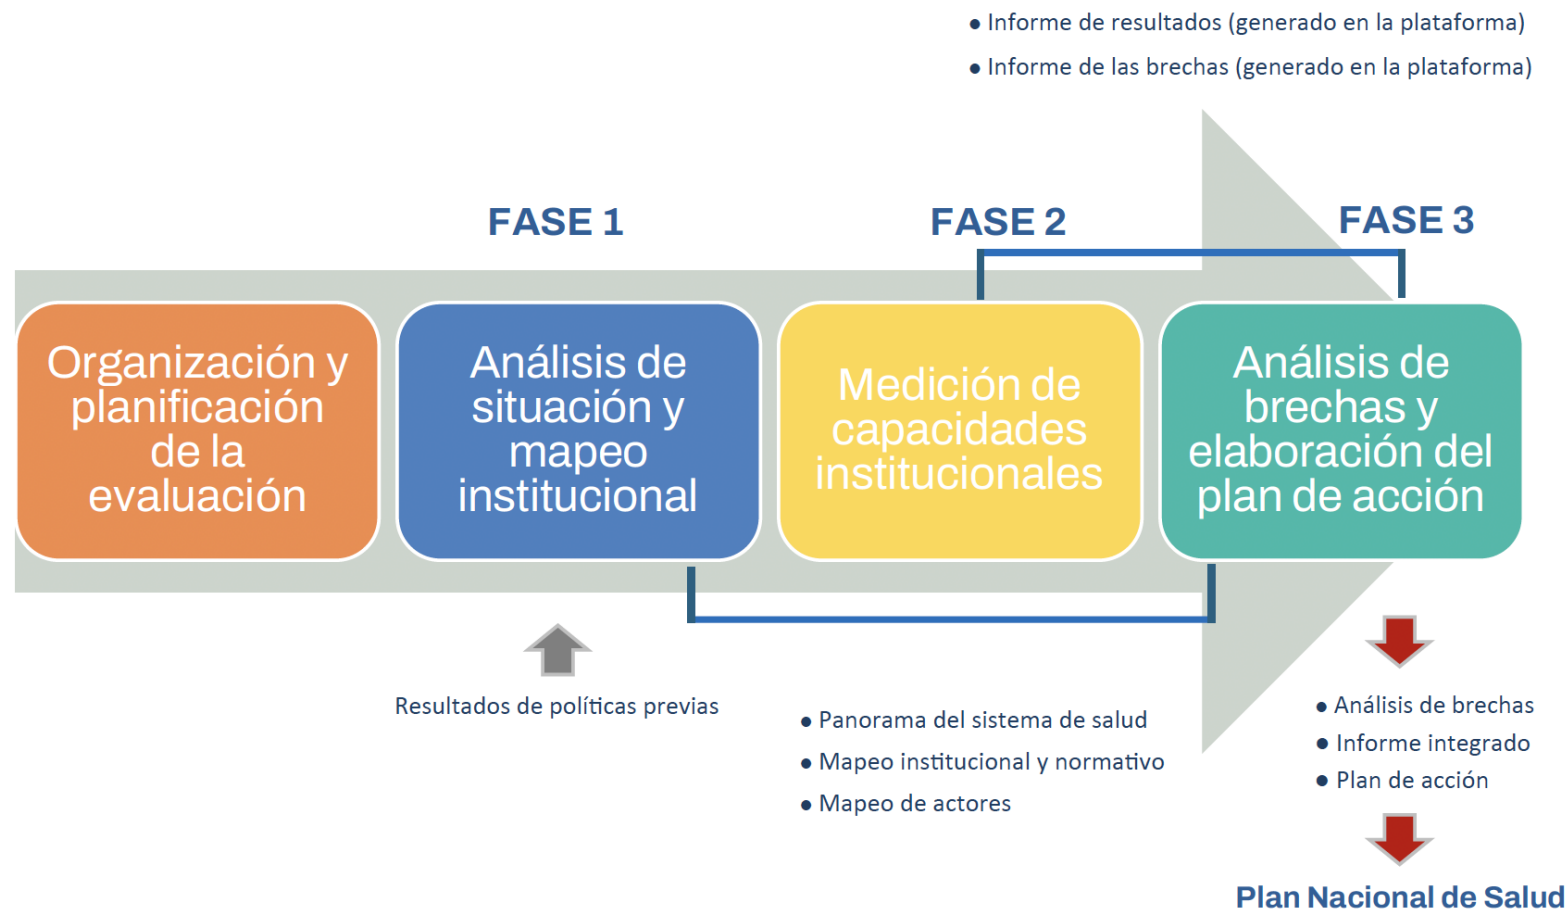 ● Informe de resultados (generado en la plataforma)
● Informe de las brechas (generado en la plataforma)
FASE 1
FASE 2
FASE 3
Organización y
planificación
de la
evaluación
Análisis de
situación y
mapeo
institucional
Medición de
capacidades
institucionales
Análisis de
brechas y
elaboración del
plan de acción
Resultados de políticas previas
● Panorama del sistema de salud
● Mapeo institucional y normativo
● Mapeo de actores
● Análisis de brechas
● Informe integrado
● Plan de acción
Plan Nacional de Salud